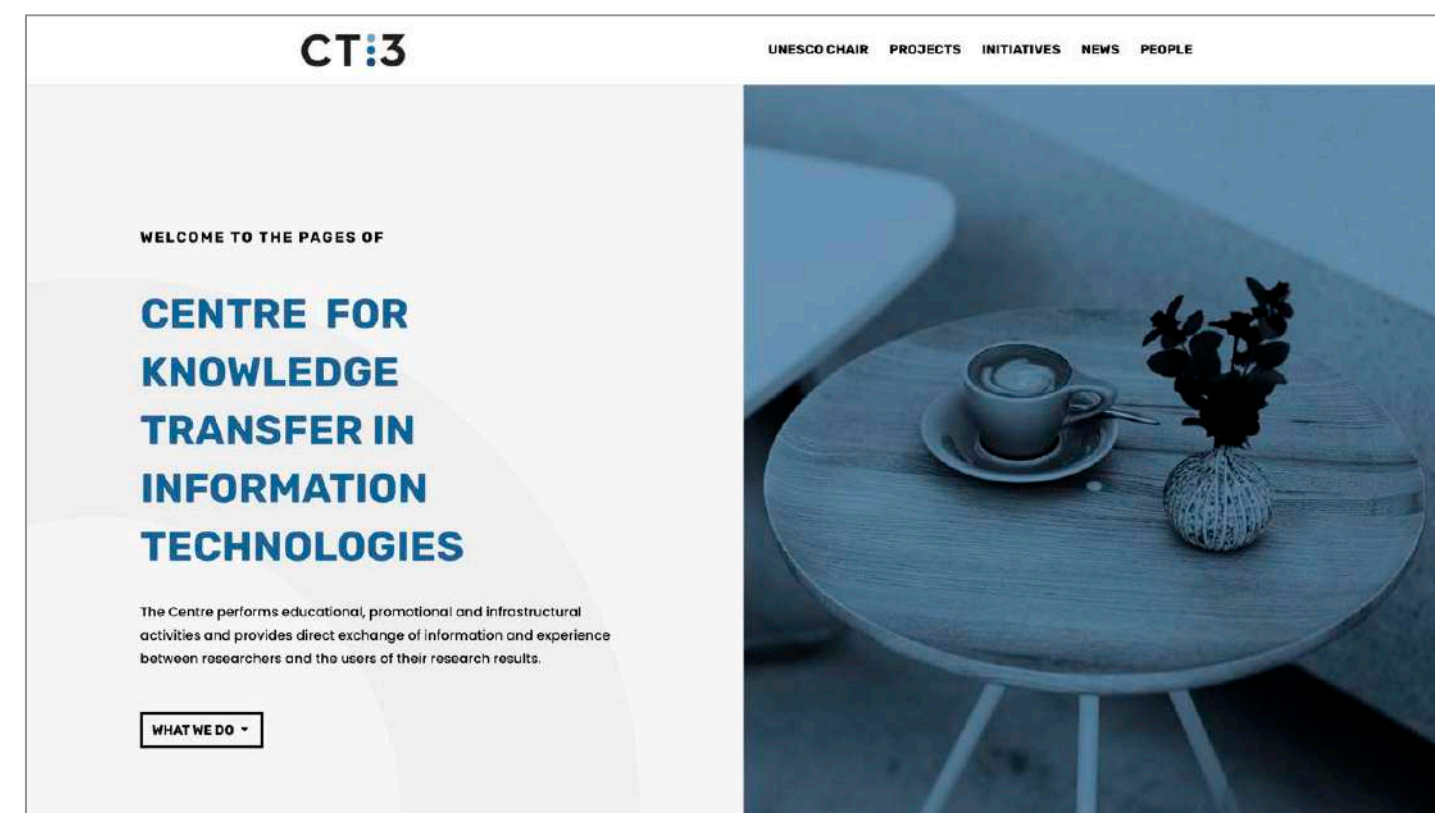 CT:3
UNESCO CHAIR PROJECTS INITIATIVES NEWS PEOPLE
WELCOME TO THE PAGES OF
CENTRE FOR
KNOWLEDGE
TRANSFER IN
INFORMATION
TECHNOLOGIES
The Centre performs educational, promotional and infrastructural
activities and provides direct exchange of information and experience
between researchers and the users of their research results.
WHAT WE DO